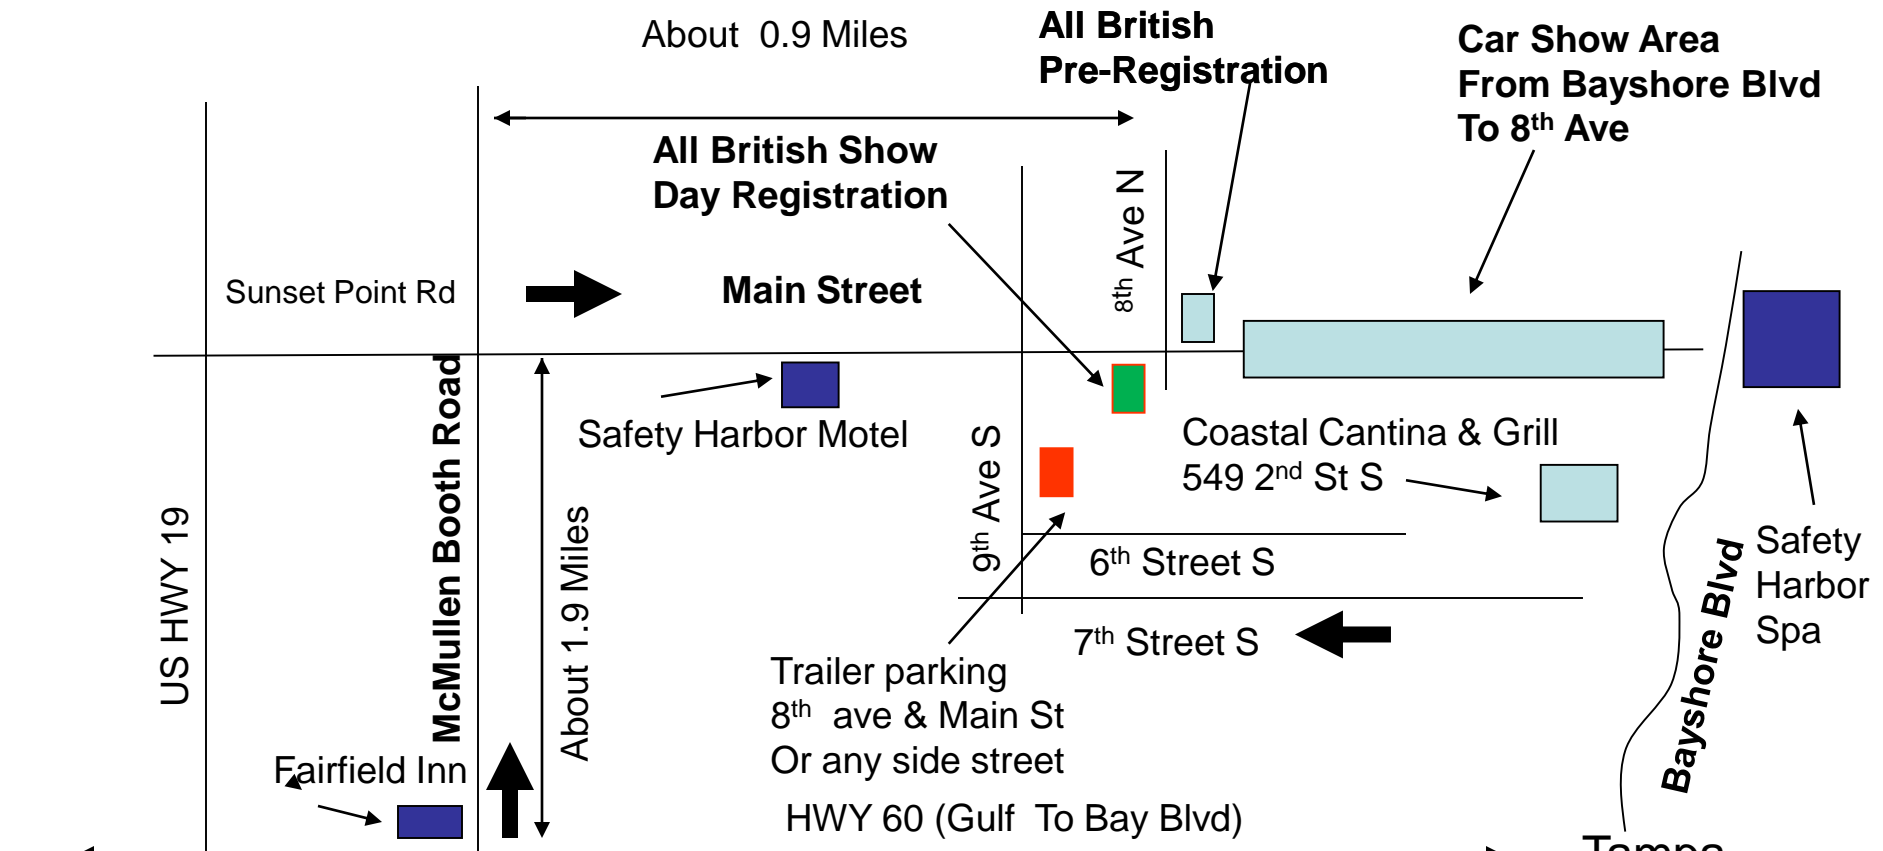 About 0.9 Miles
All British
Pre-Registration
Car Show Area
From Bayshore Blvd
To 8th Ave
All British Show
Day Registration
8th Ave N
Sunset Point Rd
Main Street
McMullen Booth Road
Safety Harbor Motel
Coastal Cantina & Grill
549 2nd St S
9th Ave S
US HWY 19
About 1.9 Miles
6th Street S
7th Street S
Safety
Harbor
Spa
Bayshore Blvd
Trailer parking
8th ave & Main St
Or any side street
Fairfield Inn
HWY 60 (Gulf To Bay Blvd)
Tampa